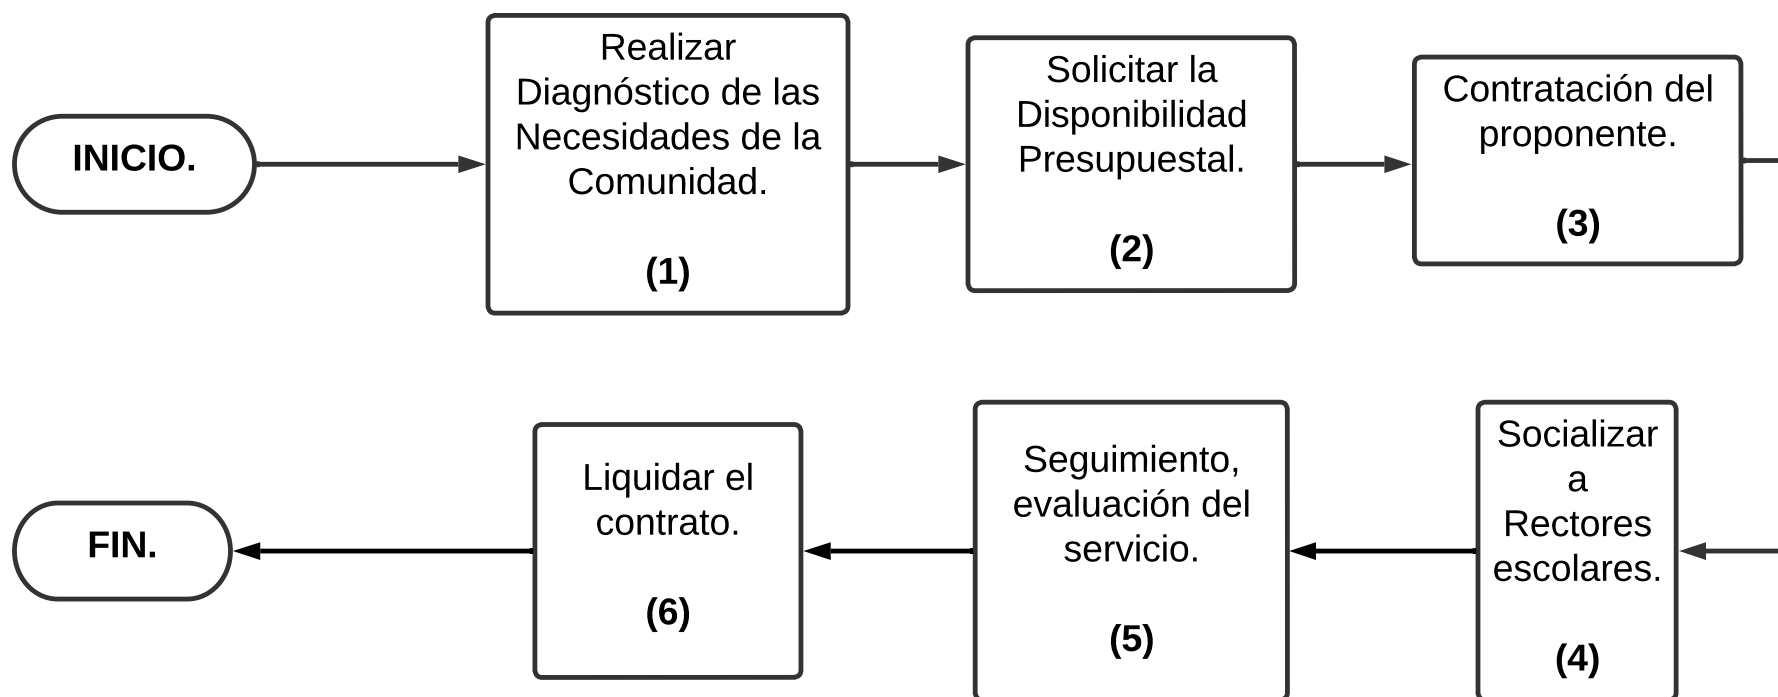 INICIO.
Realizar
Diagnóstico de las
Necesidades de la
Comunidad.
(1)
Solicitar la
Disponibilidad
Presupuestal.
(2)
Contratación del
proponente.
(3)
Socializar
a
Rectores
escolares.
(4)
Seguimiento,
evaluación del
servicio.
(5)
Liquidar el
contrato.
(6)
FIN.